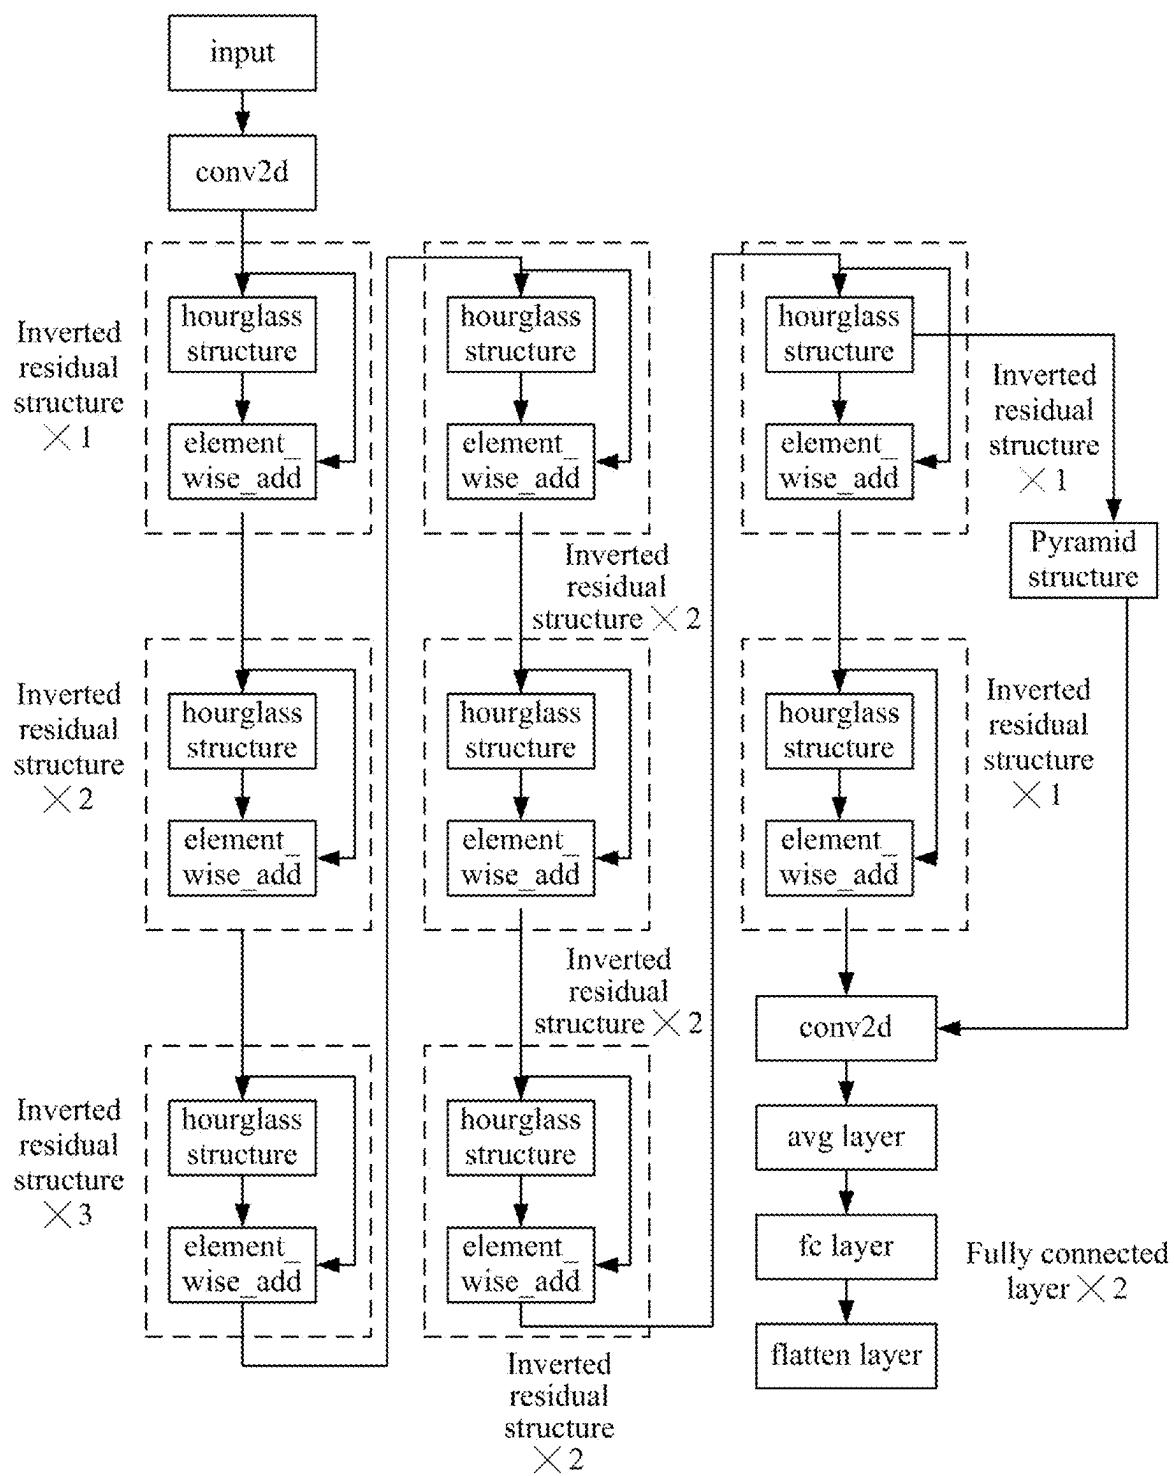 input
conv2d
Inverted
residual
structure
×1
hourglass
structure
element_
wise_add
Inverted
residual
structure
×2
hourglass
structure
element_
wise_add
Inverted
residual
structure
×3
hourglass
structure
element_
wise_add
hourglass
structure
element_
wise_add
Inverted
residual
structure×2
hourglass
structure
element_
wise_add
Inverted
residual
structure×2
hourglass
structure
element_
wise_add
Inverted
residual
structure
×2
hourglass
structure
element_
wise_add
Inverted
residual
structure
×1
Pyramid
structure
hourglass
structure
element_
wise_add
Inverted
residual
structure
×1
conv2d
avg layer
fc layer
Fully connected
layer×2
flatten layer